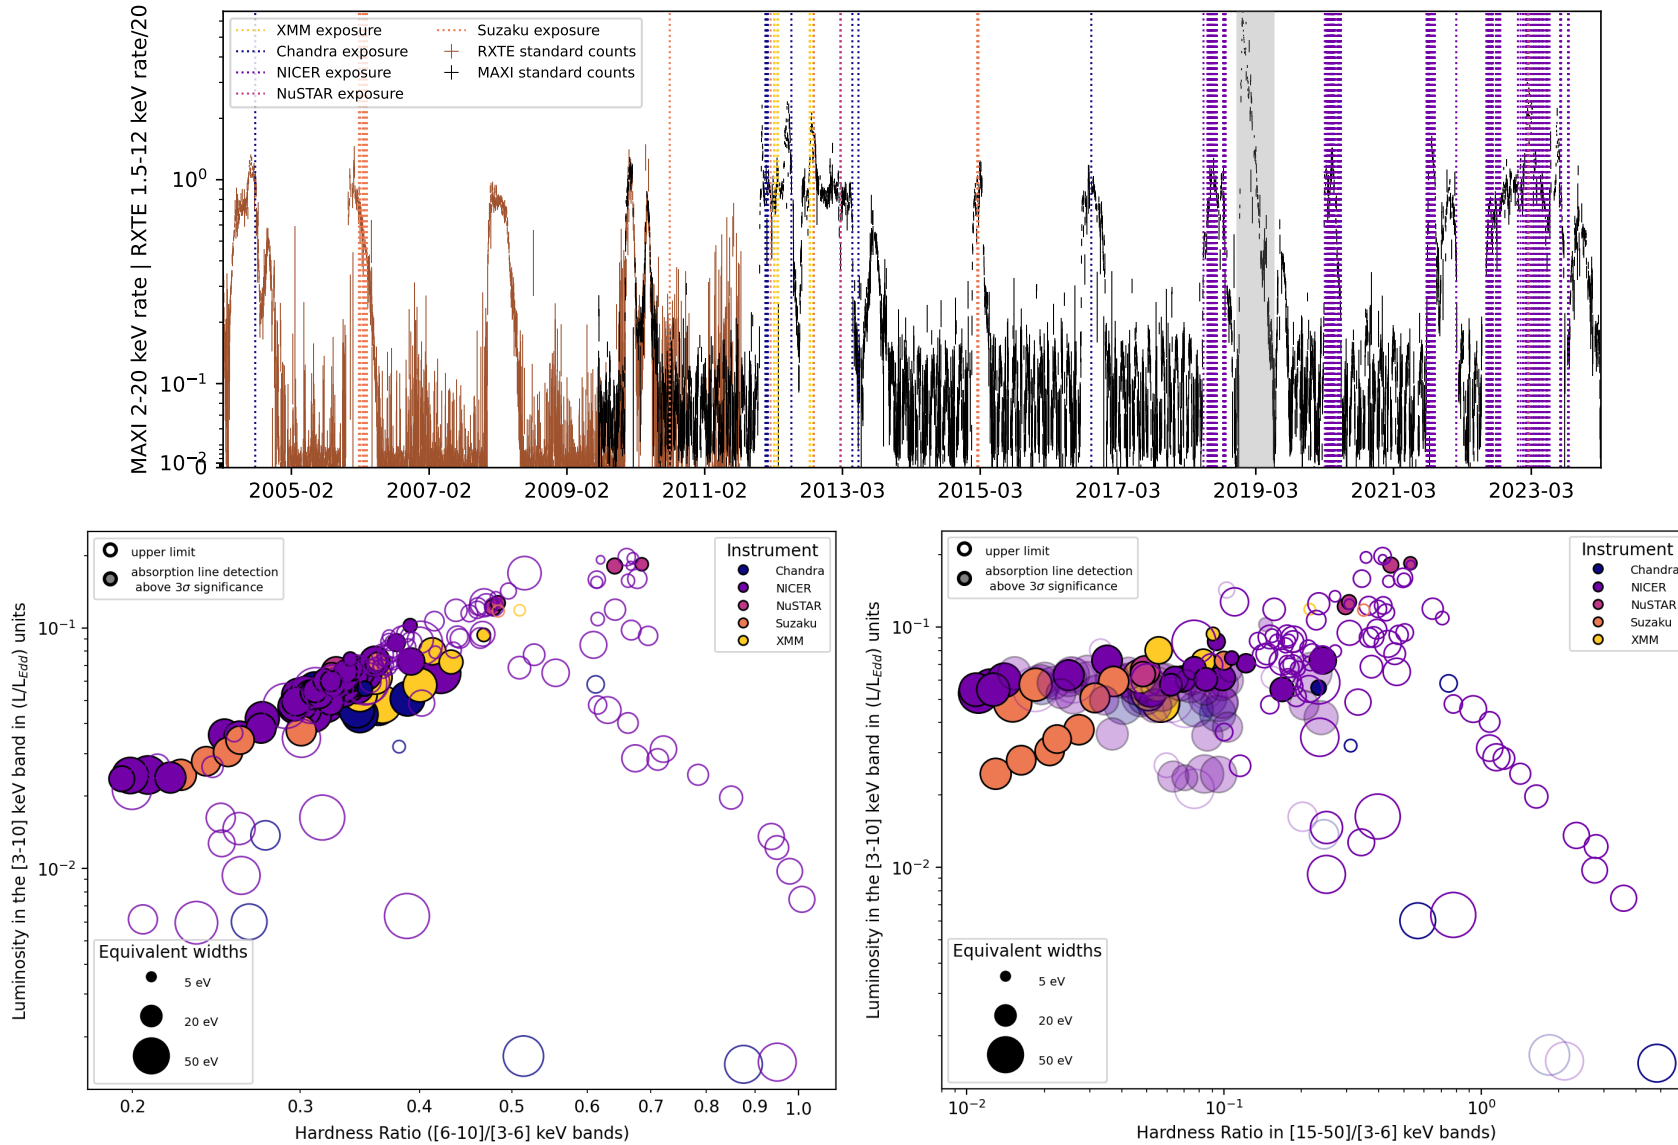 MAXI 2-20 keV rate | RXTE 1.5-12 keV rate/20
XMM exposure
Chandra exposure
NICER exposure
NuSTAR exposure
Suzaku exposure
RXTE standard counts
MAXI standard counts
10⁰
10⁻¹
10⁻²
0
2005-02
2007-02
2009-02
2011-02
2013-03
2015-03
2017-03
2019-03
2021-03
2023-03
Luminosity in the [3-10] keV band in (L/L_Edd) units
upper limit
absorption line detection
above 3σ significance
Instrument
Chandra
NICER
NuSTAR
Suzaku
XMM
10⁻¹
10⁻²
Equivalent widths
5 eV
20 eV
50 eV
0.2
0.3
0.4
0.5
0.6
0.7
0.8
0.9
1.0
Hardness Ratio ([6-10]/[3-6] keV bands)
Luminosity in the [3-10] keV band in (L/L_Edd) units
upper limit
absorption line detection
above 3σ significance
Instrument
Chandra
NICER
NuSTAR
Suzaku
XMM
10⁻¹
10⁻²
Equivalent widths
5 eV
20 eV
50 eV
10⁻²
10⁻¹
10⁰
Hardness Ratio in [15-50]/[3-6] keV bands)